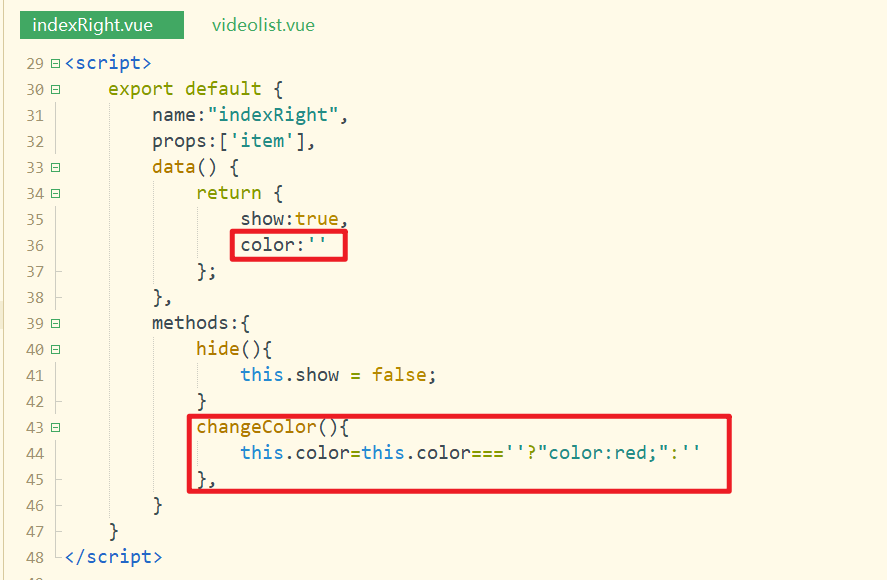 indexRight.vue videolist.vue
29 <script>
30 export default {
31 name:"indexRight",
32 props:['item'],
33 data() {
34 return {
35 show:true,
36 color:''
37 };
38 },
39 methods:{
40 hide(){
41 this.show = false;
42 }
43 changeColor(){
44 this.color=this.color===''?"color:red;":''
45 },
46 }
47 }
48 </script>